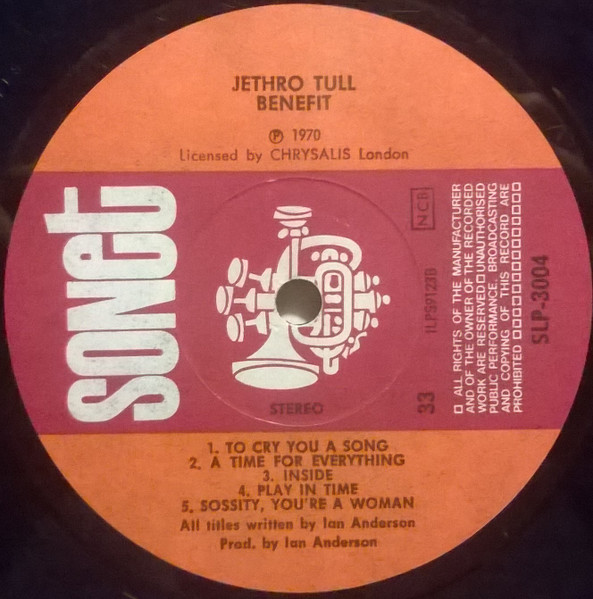 JETHRO TULL
BENEFIT
℗ 1970
Licensed by CHRYSALIS London
SONET
NCB
□ ALL RIGHTS OF THE MANUFACTURER
AND OF THE OWNER OF THE RECORDED
WORK ARE RESERVED □ UNAUTHORISED
PUBLIC PERFORMANCE, BROADCASTING
AND COPYING OF THIS RECORD ARE
PROHIBITED
SLP-3004
ILPS9123B
33
STEREO
1. TO CRY YOU A SONG
2. A TIME FOR EVERYTHING
3. INSIDE
4. PLAY IN TIME
5. SOSSITY, YOU'RE A WOMAN
All titles written by Ian Anderson
Prod. by Ian Anderson